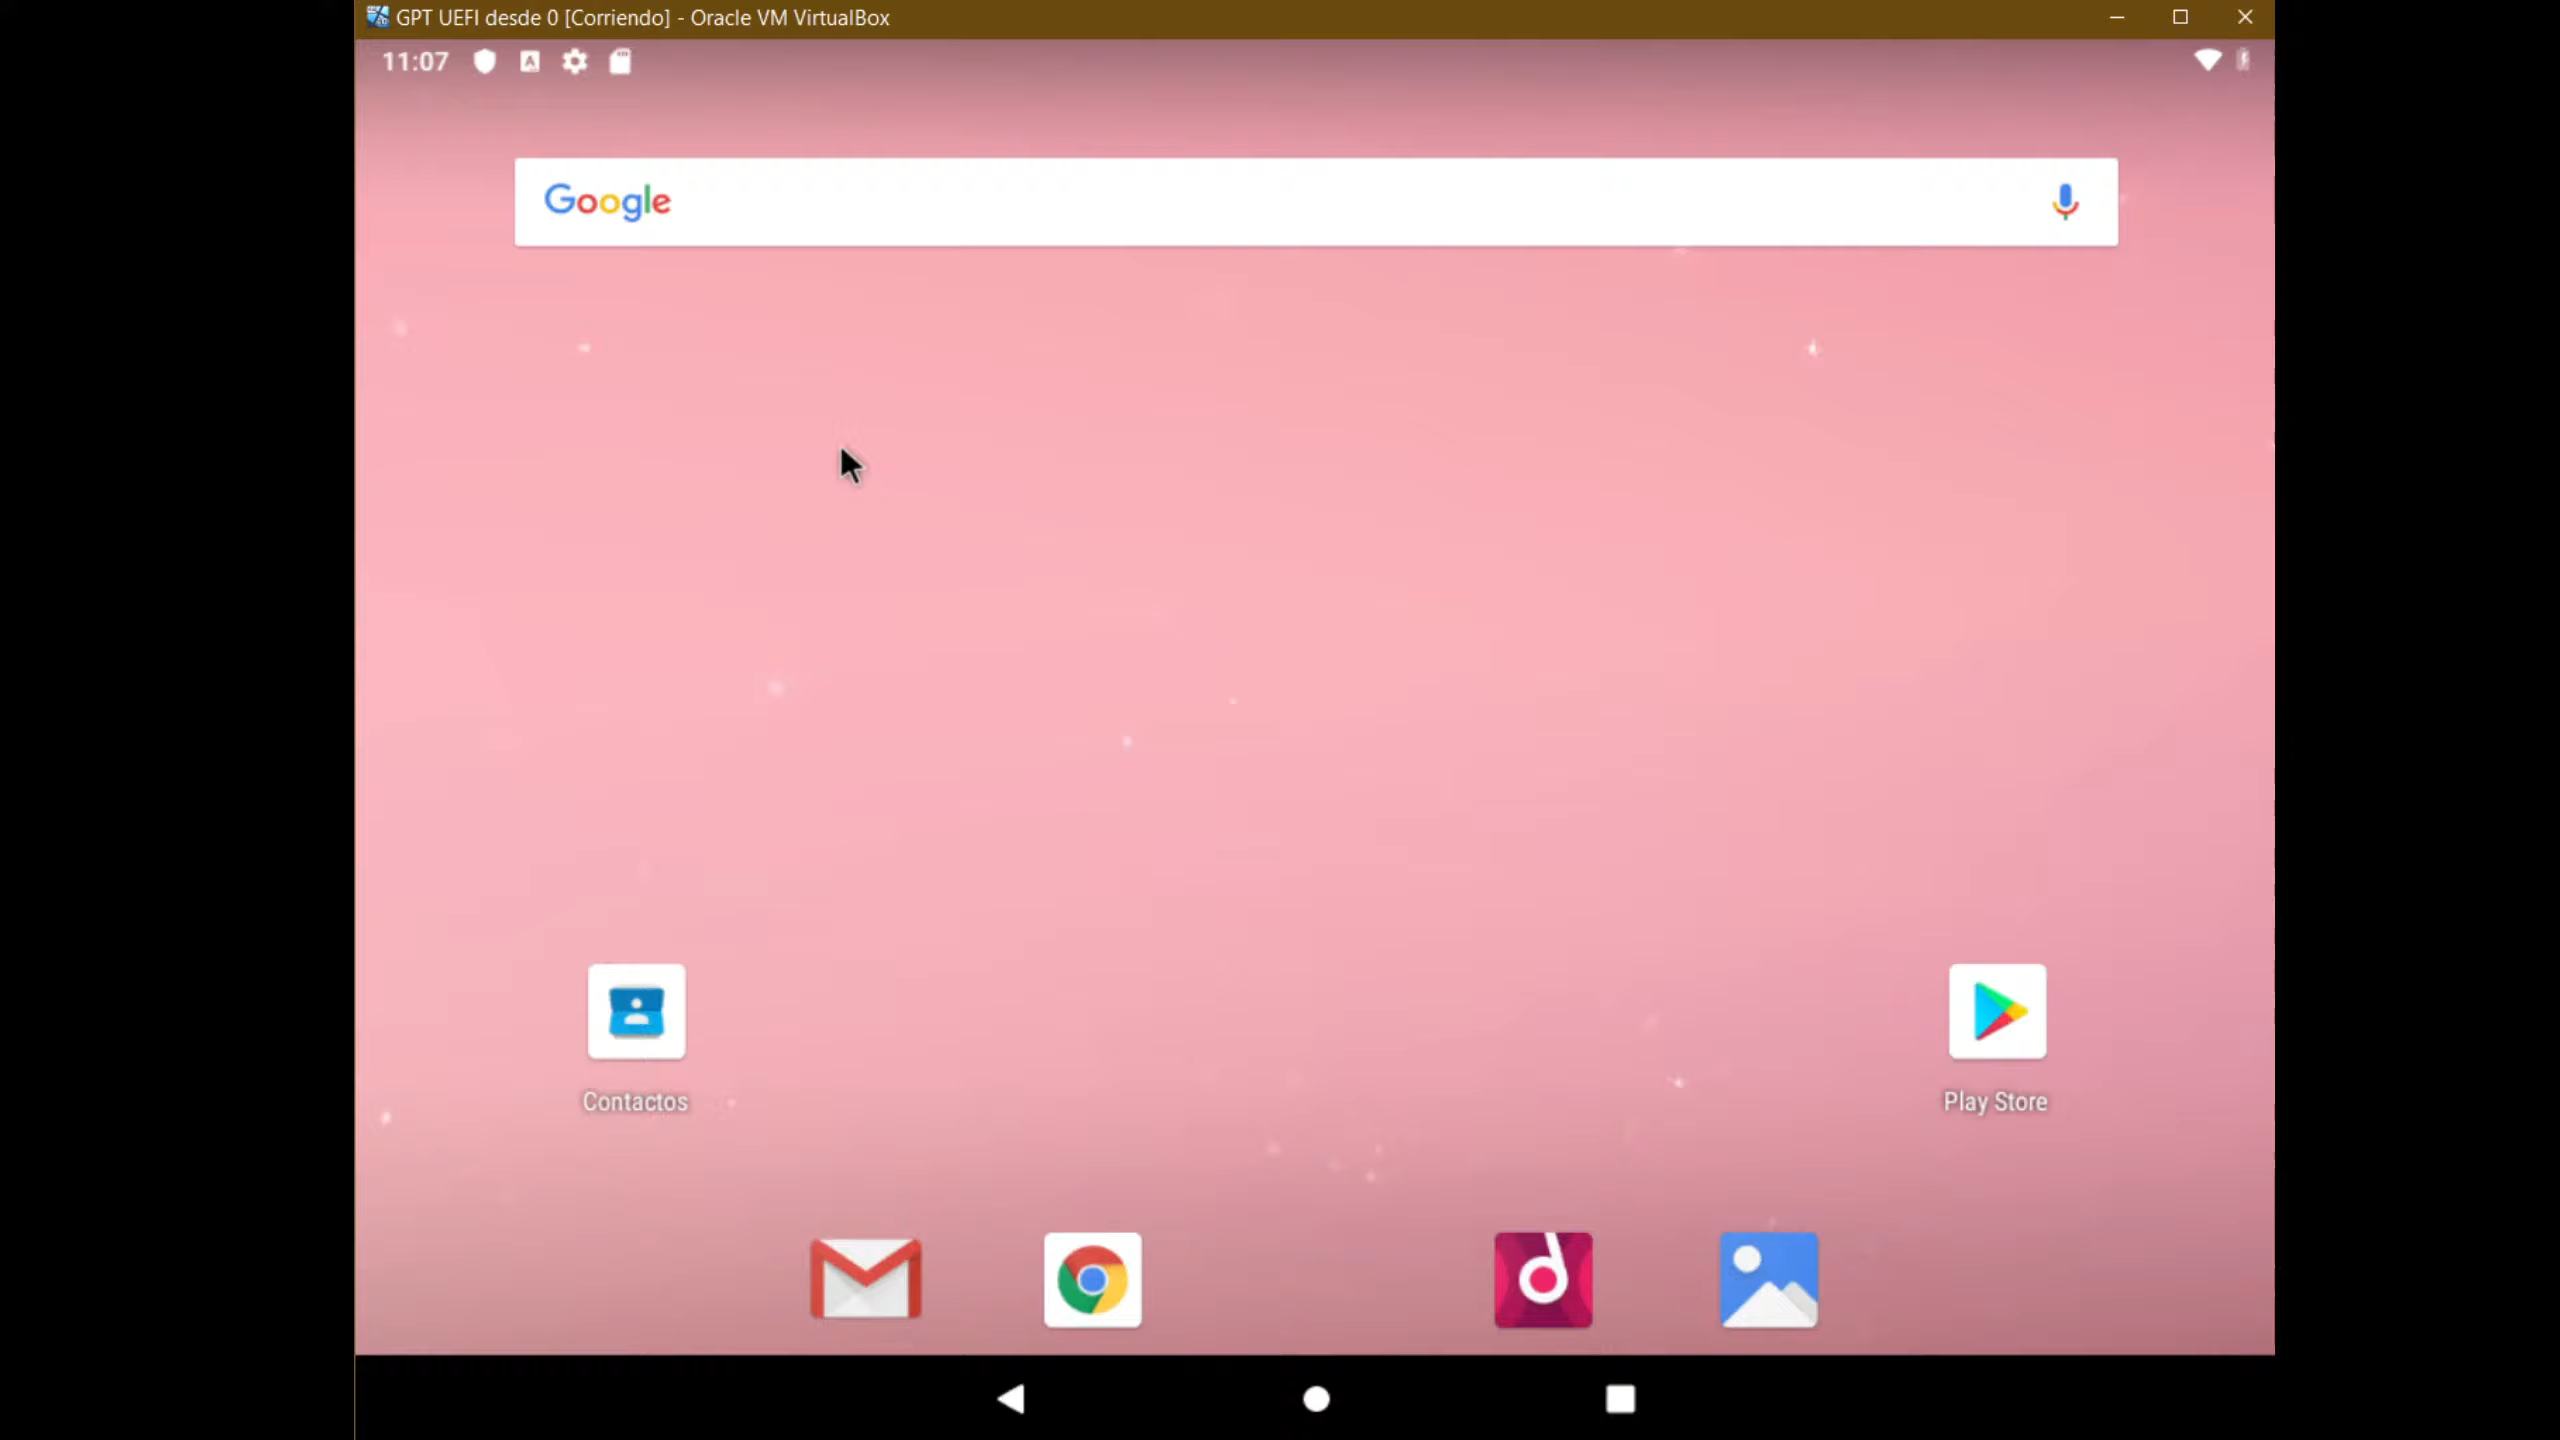 GPT UEFI desde 0 [Corriendo] - Oracle VM VirtualBox
11:07 A
Google
Contactos
Play Store